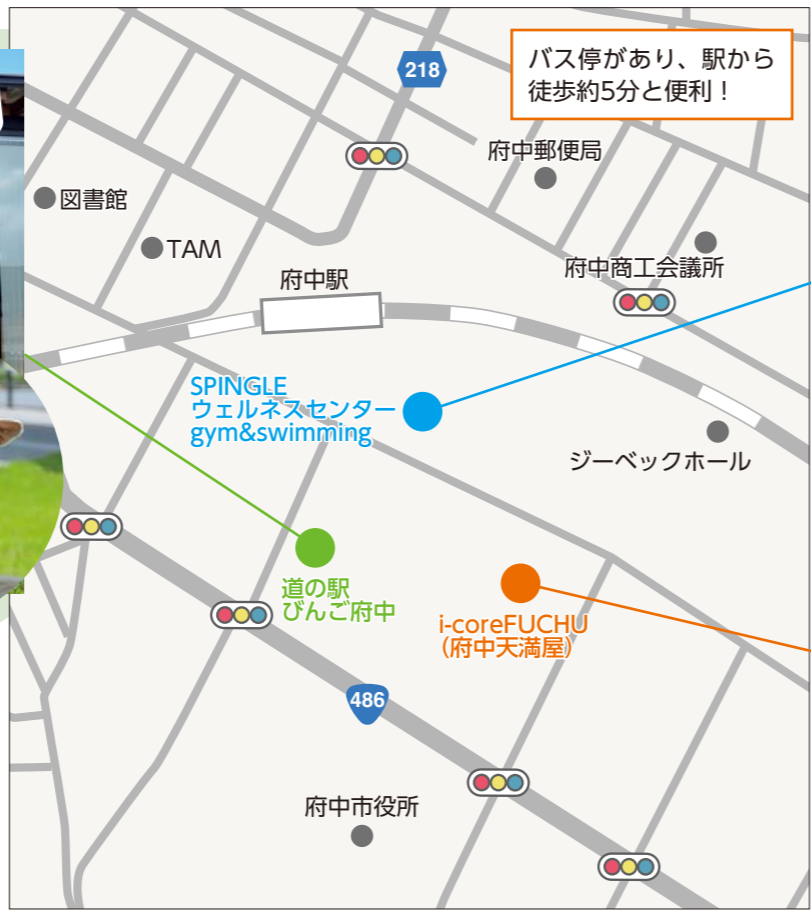 218
バス停があり、駅から
徒歩約5分と便利！
府中郵便局
図書館
TAM
府中商工会議所
府中駅
SPINGLE
ウェルネスセンター
gym&swimming
ジーベックホール
道の駅
びんご府中
i-coreFUCHU
（府中天満屋）
486
府中市役所